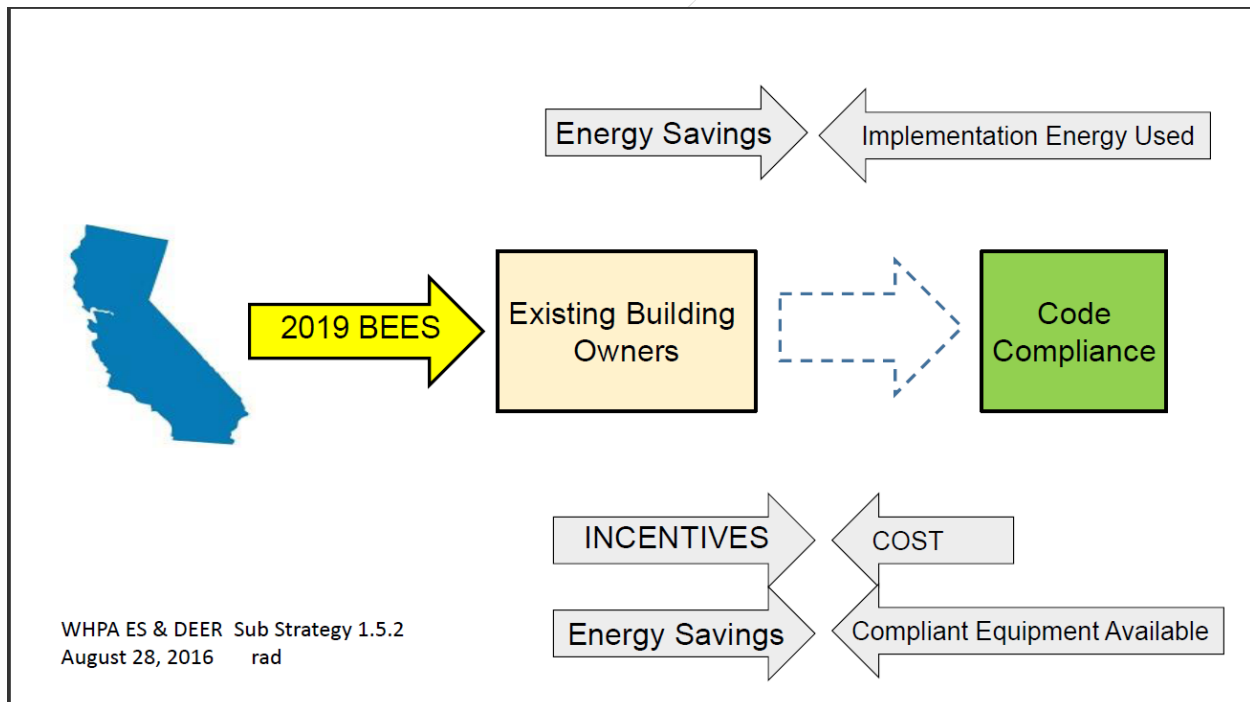 Energy Savings
Implementation Energy Used
2019 BEES
Existing Building
Owners
Code
Compliance
INCENTIVES
COST
Energy Savings
Compliant Equipment Available
WHPA ES & DEER Sub Strategy 1.5.2
August 28, 2016 rad